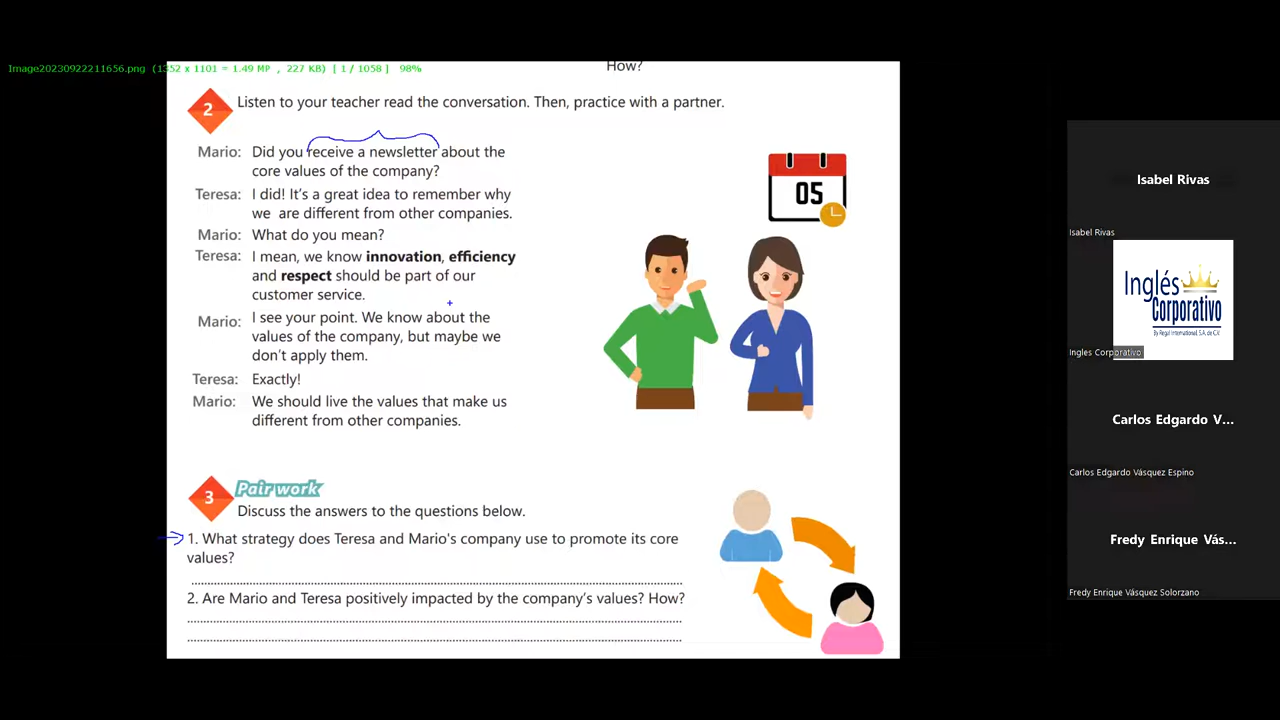 Image20230922211656.png (1352 x 1101 = 1.49 MP , 227 KB) [ 1 / 1058 ] 98%
How?
2 Listen to your teacher read the conversation. Then, practice with a partner.
Mario: Did you receive a newsletter about the
core values of the company?
Teresa: I did! It's a great idea to remember why
we are different from other companies.
Mario: What do you mean?
Teresa: I mean, we know innovation, efficiency
and respect should be part of our
customer service.
Mario: I see your point. We know about the
values of the company, but maybe we
don't apply them.
Teresa: Exactly!
Mario: We should live the values that make us
different from other companies.
05
3 Pair work
Discuss the answers to the questions below.
1. What strategy does Teresa and Mario's company use to promote its core
values?
2. Are Mario and Teresa positively impacted by the company's values? How?
Isabel Rivas
Isabel Rivas
Inglés
Corporativo
By Regal International, S.A. de C.V.
Ingles Corporativo
Carlos Edgardo V...
Carlos Edgardo Vásquez Espino
Fredy Enrique Vás...
Fredy Enrique Vásquez Solorzano